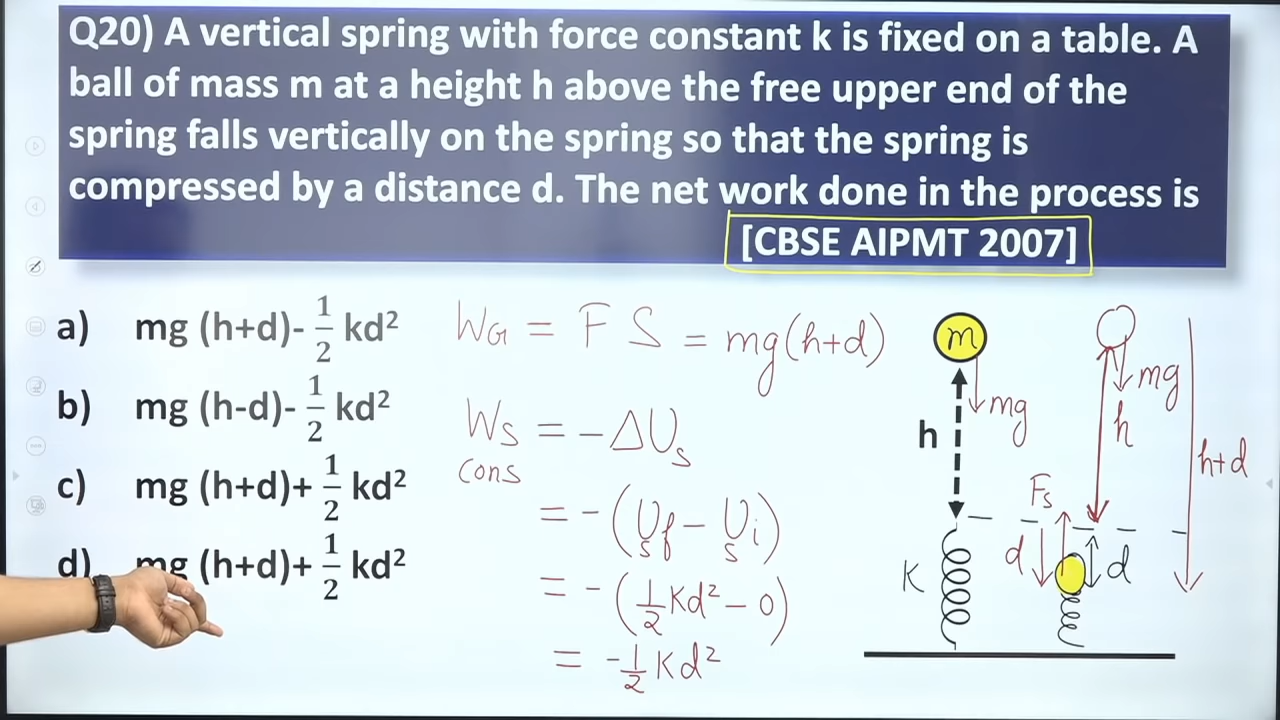 Q20) A vertical spring with force constant k is fixed on a table. A
ball of mass m at a height h above the free upper end of the
spring falls vertically on the spring so that the spring is
compressed by a distance d. The net work done in the process is
[CBSE AIPMT 2007]
a) mg (h+d)- 1/2 kd²
b) mg (h-d)- 1/2 kd²
c) mg (h+d)+ 1/2 kd²
d) mg (h+d)+ 1/2 kd²
W_G = F S = mg(h+d)
W_S = -ΔU_s
cons
= -(U_sf - U_si)
= -(1/2 Kd² - 0)
= -1/2 Kd²
m
mg
h
K
mg
h
h+d
Fs
d
d